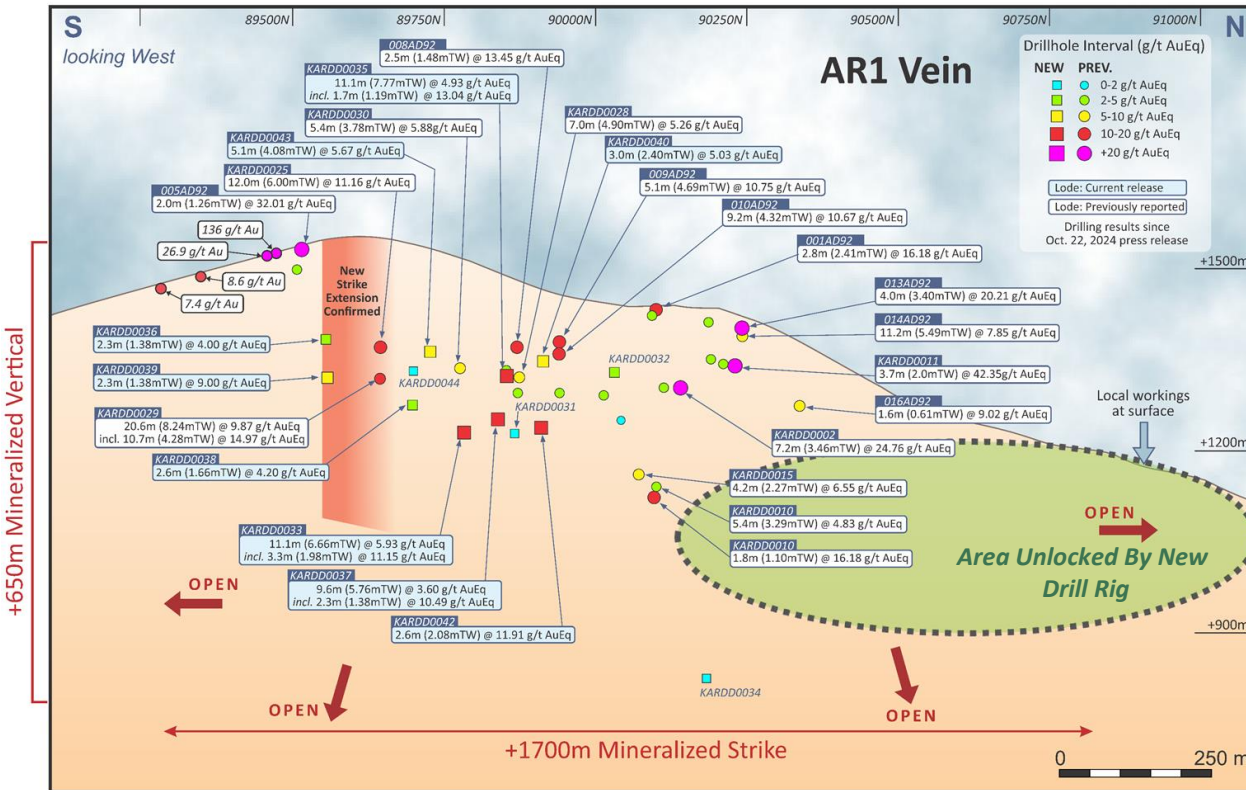 S
89500N
89750N
90000N
90250N
90500N
90750N
91000N
N
looking West
AR1 Vein
Drillhole Interval (g/t AuEq)
NEW PREV.
0-2 g/t AuEq
2-5 g/t AuEq
5-10 g/t AuEq
10-20 g/t AuEq
+20 g/t AuEq
Lode: Current release
Lode: Previously reported
Drilling results since
Oct. 22, 2024 press release
008AD92
2.5m (1.48mTW) @ 13.45 g/t AuEq
KARDD0035
11.1m (7.77mTW) @ 4.93 g/t AuEq
incl. 1.7m (1.19mTW) @ 13.04 g/t AuEq
KARDD0030
5.4m (3.78mTW) @ 5.88g/t AuEq
KARDD0043
5.1m (4.08mTW) @ 5.67 g/t AuEq
KARDD0025
12.0m (6.00mTW) @ 11.16 g/t AuEq
005AD92
2.0m (1.26mTW) @ 32.01 g/t AuEq
KARDD0028
7.0m (4.90mTW) @ 5.26 g/t AuEq
KARDD0040
3.0m (2.40mTW) @ 5.03 g/t AuEq
009AD92
5.1m (4.69mTW) @ 10.75 g/t AuEq
010AD92
9.2m (4.32mTW) @ 10.67 g/t AuEq
001AD92
2.8m (2.41mTW) @ 16.18 g/t AuEq
013AD92
4.0m (3.40mTW) @ 20.21 g/t AuEq
014AD92
11.2m (5.49mTW) @ 7.85 g/t AuEq
KARDD0011
3.7m (2.0mTW) @ 42.35g/t AuEq
016AD92
1.6m (0.61mTW) @ 9.02 g/t AuEq
KARDD0002
7.2m (3.46mTW) @ 24.76 g/t AuEq
KARDD0015
4.2m (2.27mTW) @ 6.55 g/t AuEq
KARDD0010
5.4m (3.29mTW) @ 4.83 g/t AuEq
KARDD0010
1.8m (1.10mTW) @ 16.18 g/t AuEq
136 g/t Au
26.9 g/t Au
8.6 g/t Au
7.4 g/t Au
New
Strike
Extension
Confirmed
KARDD0036
2.3m (1.38mTW) @ 4.00 g/t AuEq
KARDD0039
2.3m (1.38mTW) @ 9.00 g/t AuEq
KARDD0029
20.6m (8.24mTW) @ 9.87 g/t AuEq
incl. 10.7m (4.28mTW) @ 14.97 g/t AuEq
KARDD0038
2.6m (1.66mTW) @ 4.20 g/t AuEq
KARDD0033
11.1m (6.66mTW) @ 5.93 g/t AuEq
incl. 3.3m (1.98mTW) @ 11.15 g/t AuEq
KARDD0037
9.6m (5.76mTW) @ 3.60 g/t AuEq
incl. 2.3m (1.38mTW) @ 10.49 g/t AuEq
KARDD0042
2.6m (2.08mTW) @ 11.91 g/t AuEq
KARDD0044
KARDD0031
KARDD0032
KARDD0034
Local workings
at surface
+1500m
+1200m
+900m
OPEN
Area Unlocked By New
Drill Rig
OPEN
OPEN
OPEN
+650m Mineralized Vertical
+1700m Mineralized Strike
0 250 m